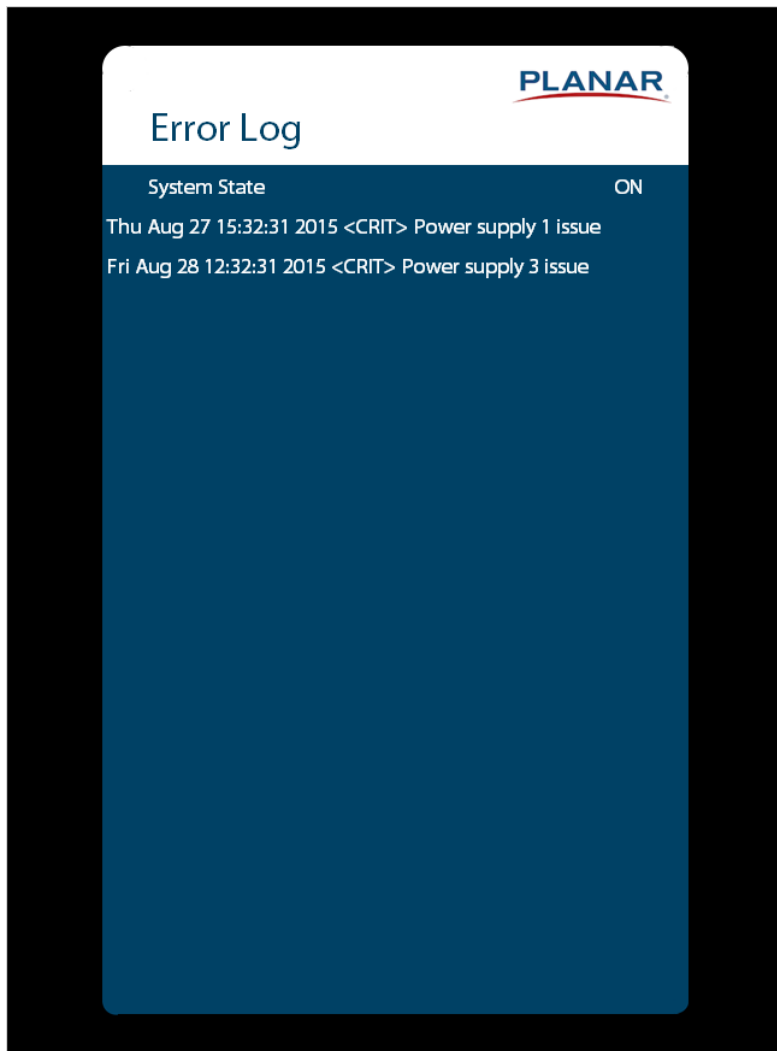 PLANAR
Error Log
System State ON
Thu Aug 27 15:32:31 2015 <CRIT> Power supply 1 issue
Fri Aug 28 12:32:31 2015 <CRIT> Power supply 3 issue